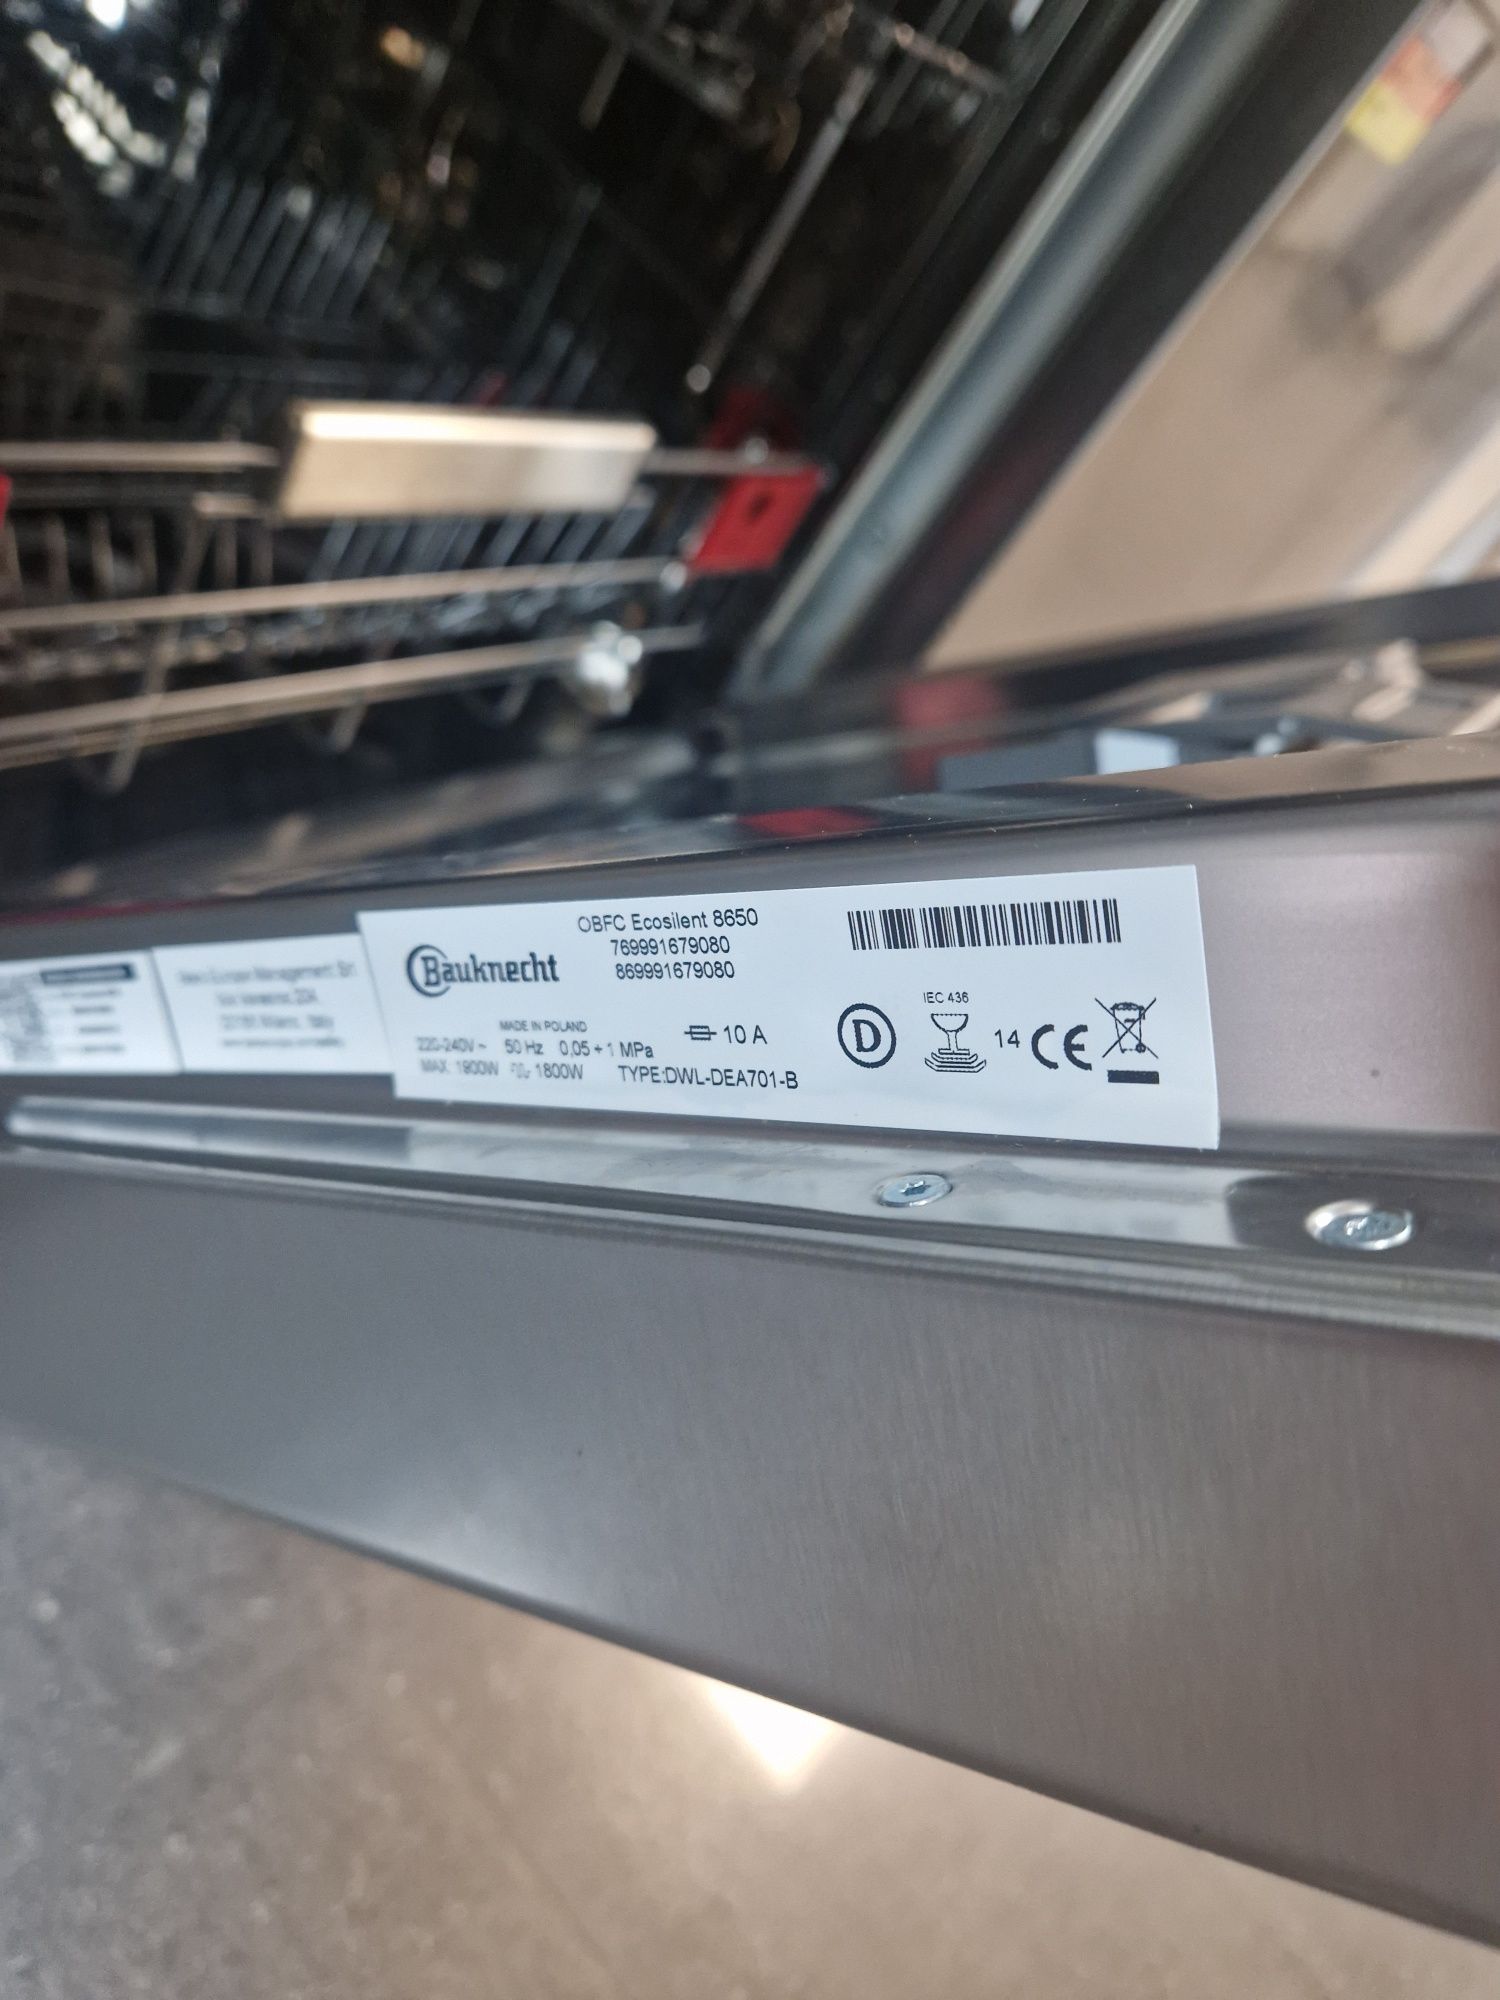 OBFC Ecosilent 8650
769991679080
869991679080
Bauknecht
MADE IN POLAND
220-240V ~ 50 Hz 0,05 ÷ 1 MPa
MAX. 1900W 1800W TYPE:DWL-DEA701-B
10 A
D
IEC 436
14 CE